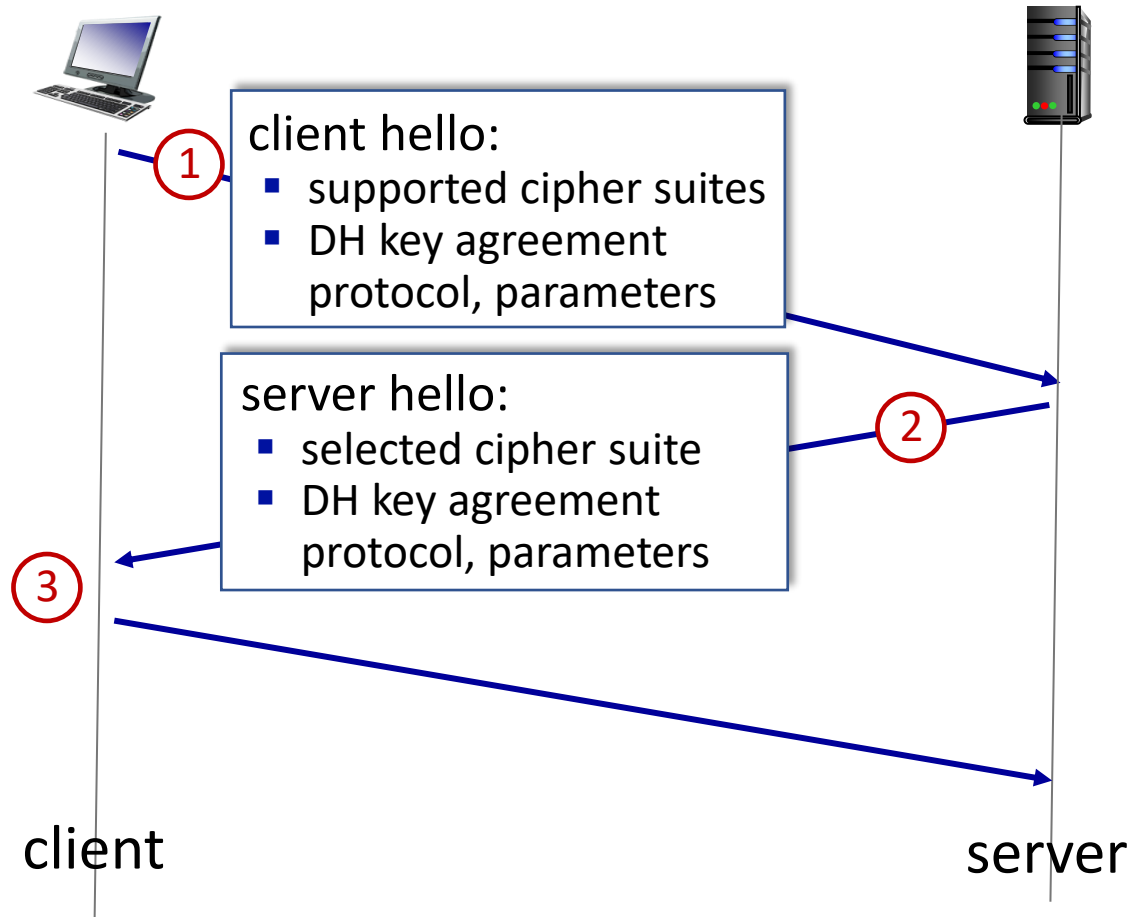 1
client hello:
▪ supported cipher suites
▪ DH key agreement
protocol, parameters
server hello:
2
▪ selected cipher suite
▪ DH key agreement
protocol, parameters
3
client
server